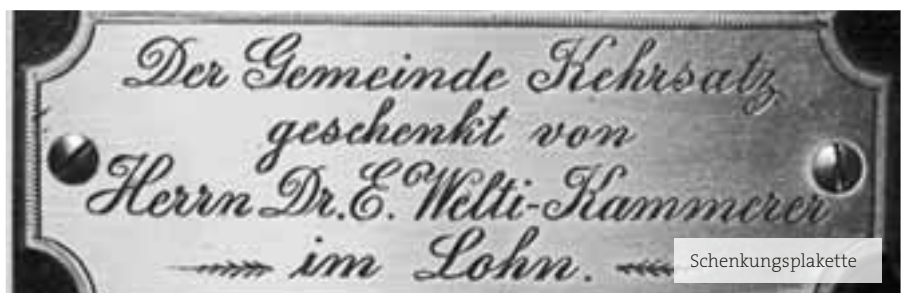 Der Gemeinde Kehrsatz
geschenkt von
Herrn Dr. E. Welti-Kammerer
im Lohn.
Schenkungsplakette